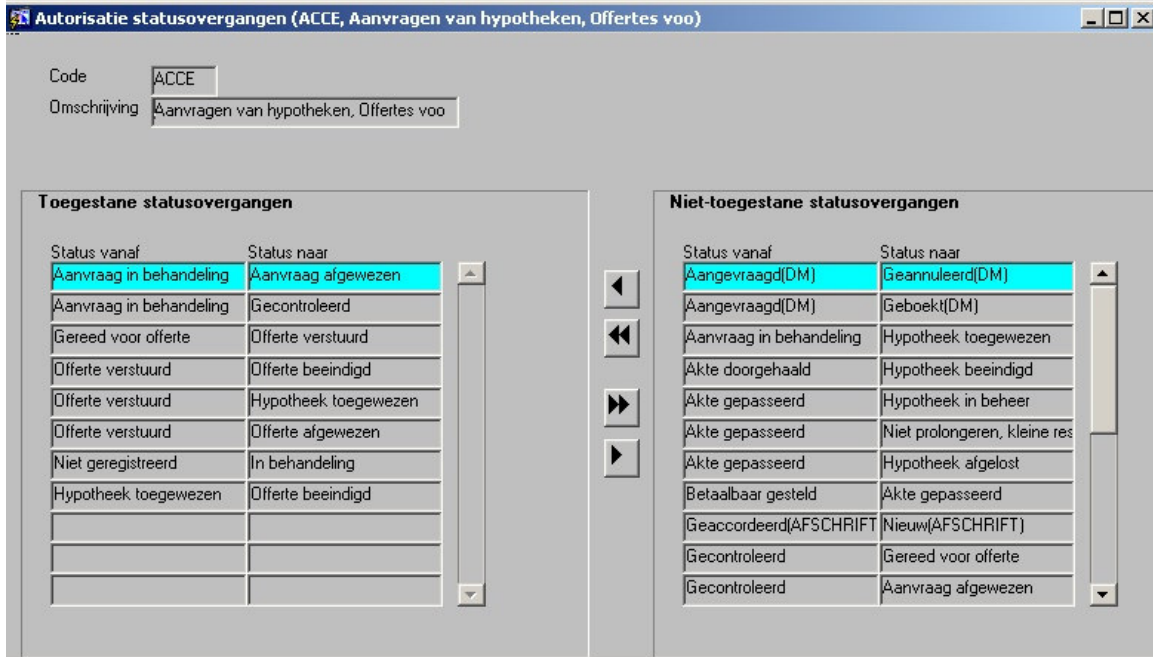 Autorisatie statusovergangen (ACCE, Aanvragen van hypotheken, Offertes voo)
Code ACCE
Omschrijving Aanvragen van hypotheken, Offertes voo
Toegestane statusovergangen
Status vanaf Status naar
Aanvraag in behandeling Aanvraag afgewezen
Aanvraag in behandeling Gecontroleerd
Gereed voor offerte Offerte verstuurd
Offerte verstuurd Offerte beeindigd
Offerte verstuurd Hypotheek toegewezen
Offerte verstuurd Offerte afgewezen
Niet geregistreerd In behandeling
Hypotheek toegewezen Offerte beeindigd
Niet-toegestane statusovergangen
Status vanaf Status naar
Aangevraagd(DM) Geannuleerd(DM)
Aangevraagd(DM) Geboekt(DM)
Aanvraag in behandeling Hypotheek toegewezen
Akte doorgehaald Hypotheek beeindigd
Akte gepasseerd Hypotheek in beheer
Akte gepasseerd Niet prolongeren, kleine res
Akte gepasseerd Hypotheek afgelost
Betaalbaar gesteld Akte gepasseerd
Geaccordeerd(AFSCHRIFT Nieuw(AFSCHRIFT)
Gecontroleerd Gereed voor offerte
Gecontroleerd Aanvraag afgewezen